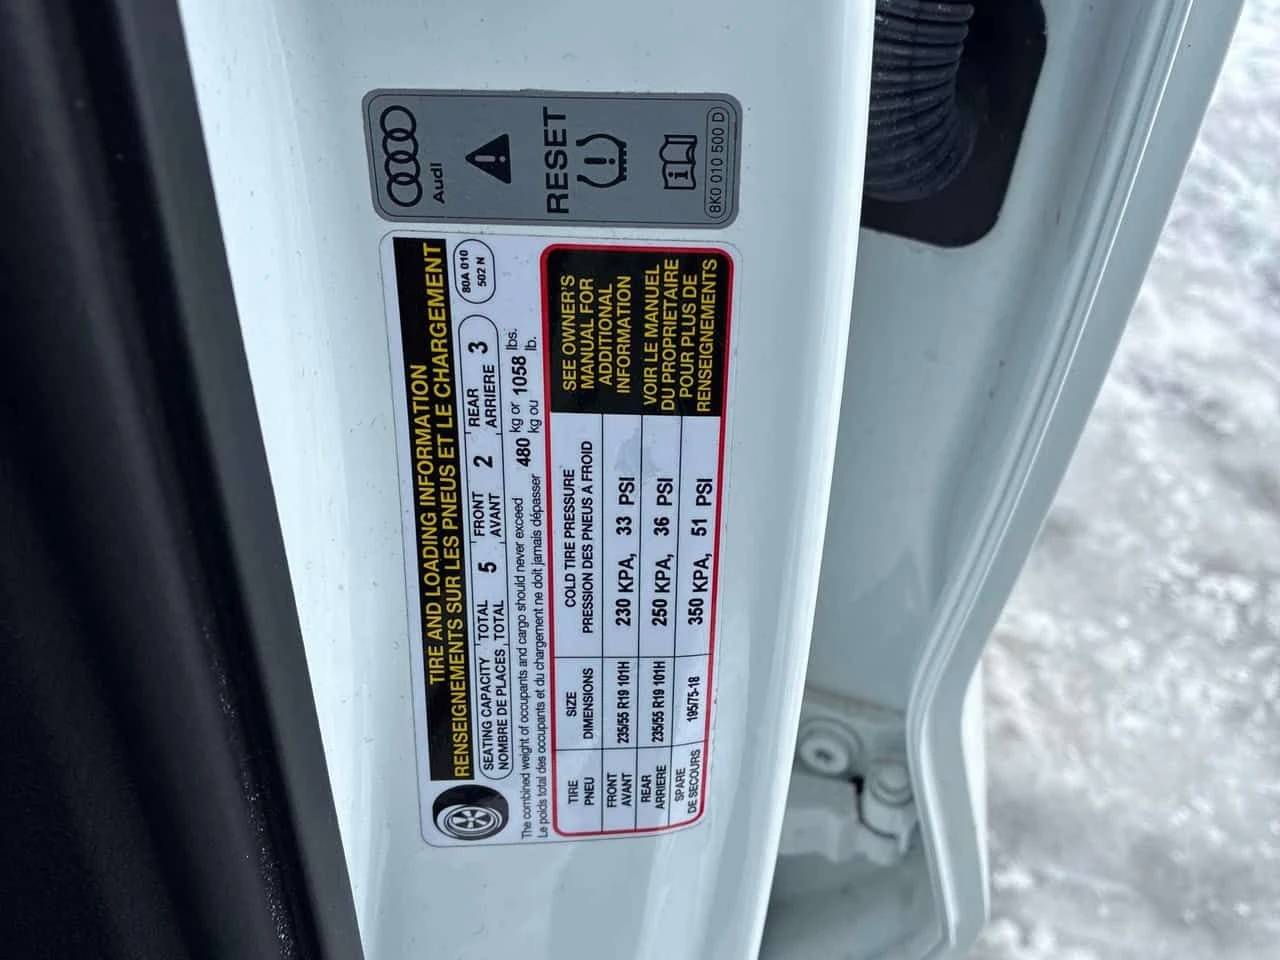 Audi
RESET
8K0 010 500 D
TIRE AND LOADING INFORMATION
RENSEIGNEMENTS SUR LES PNEUS ET LE CHARGEMENT
80A 010
502 N
SEATING CAPACITY TOTAL 5 FRONT 2 REAR 3
NOMBRE DE PLACES TOTAL AVANT ARRIERE
The combined weight of occupants and cargo should never exceed 480 kg or 1058 lbs.
Le poids total des occupants et du chargement ne doit jamais dépasser kg ou lb.
TIRE SIZE COLD TIRE PRESSURE
PNEU DIMENSIONS PRESSION DES PNEUS A FROID
FRONT
AVANT
235/55 R19 101H 230 KPA, 33 PSI
REAR
ARRIERE
235/55 R19 101H 250 KPA, 36 PSI
SPARE
DE SECOURS
195/75-18 350 KPA, 51 PSI
SEE OWNER'S
MANUAL FOR
ADDITIONAL
INFORMATION
VOIR LE MANUEL
DU PROPRIETAIRE
POUR PLUS DE
RENSEIGNEMENTS